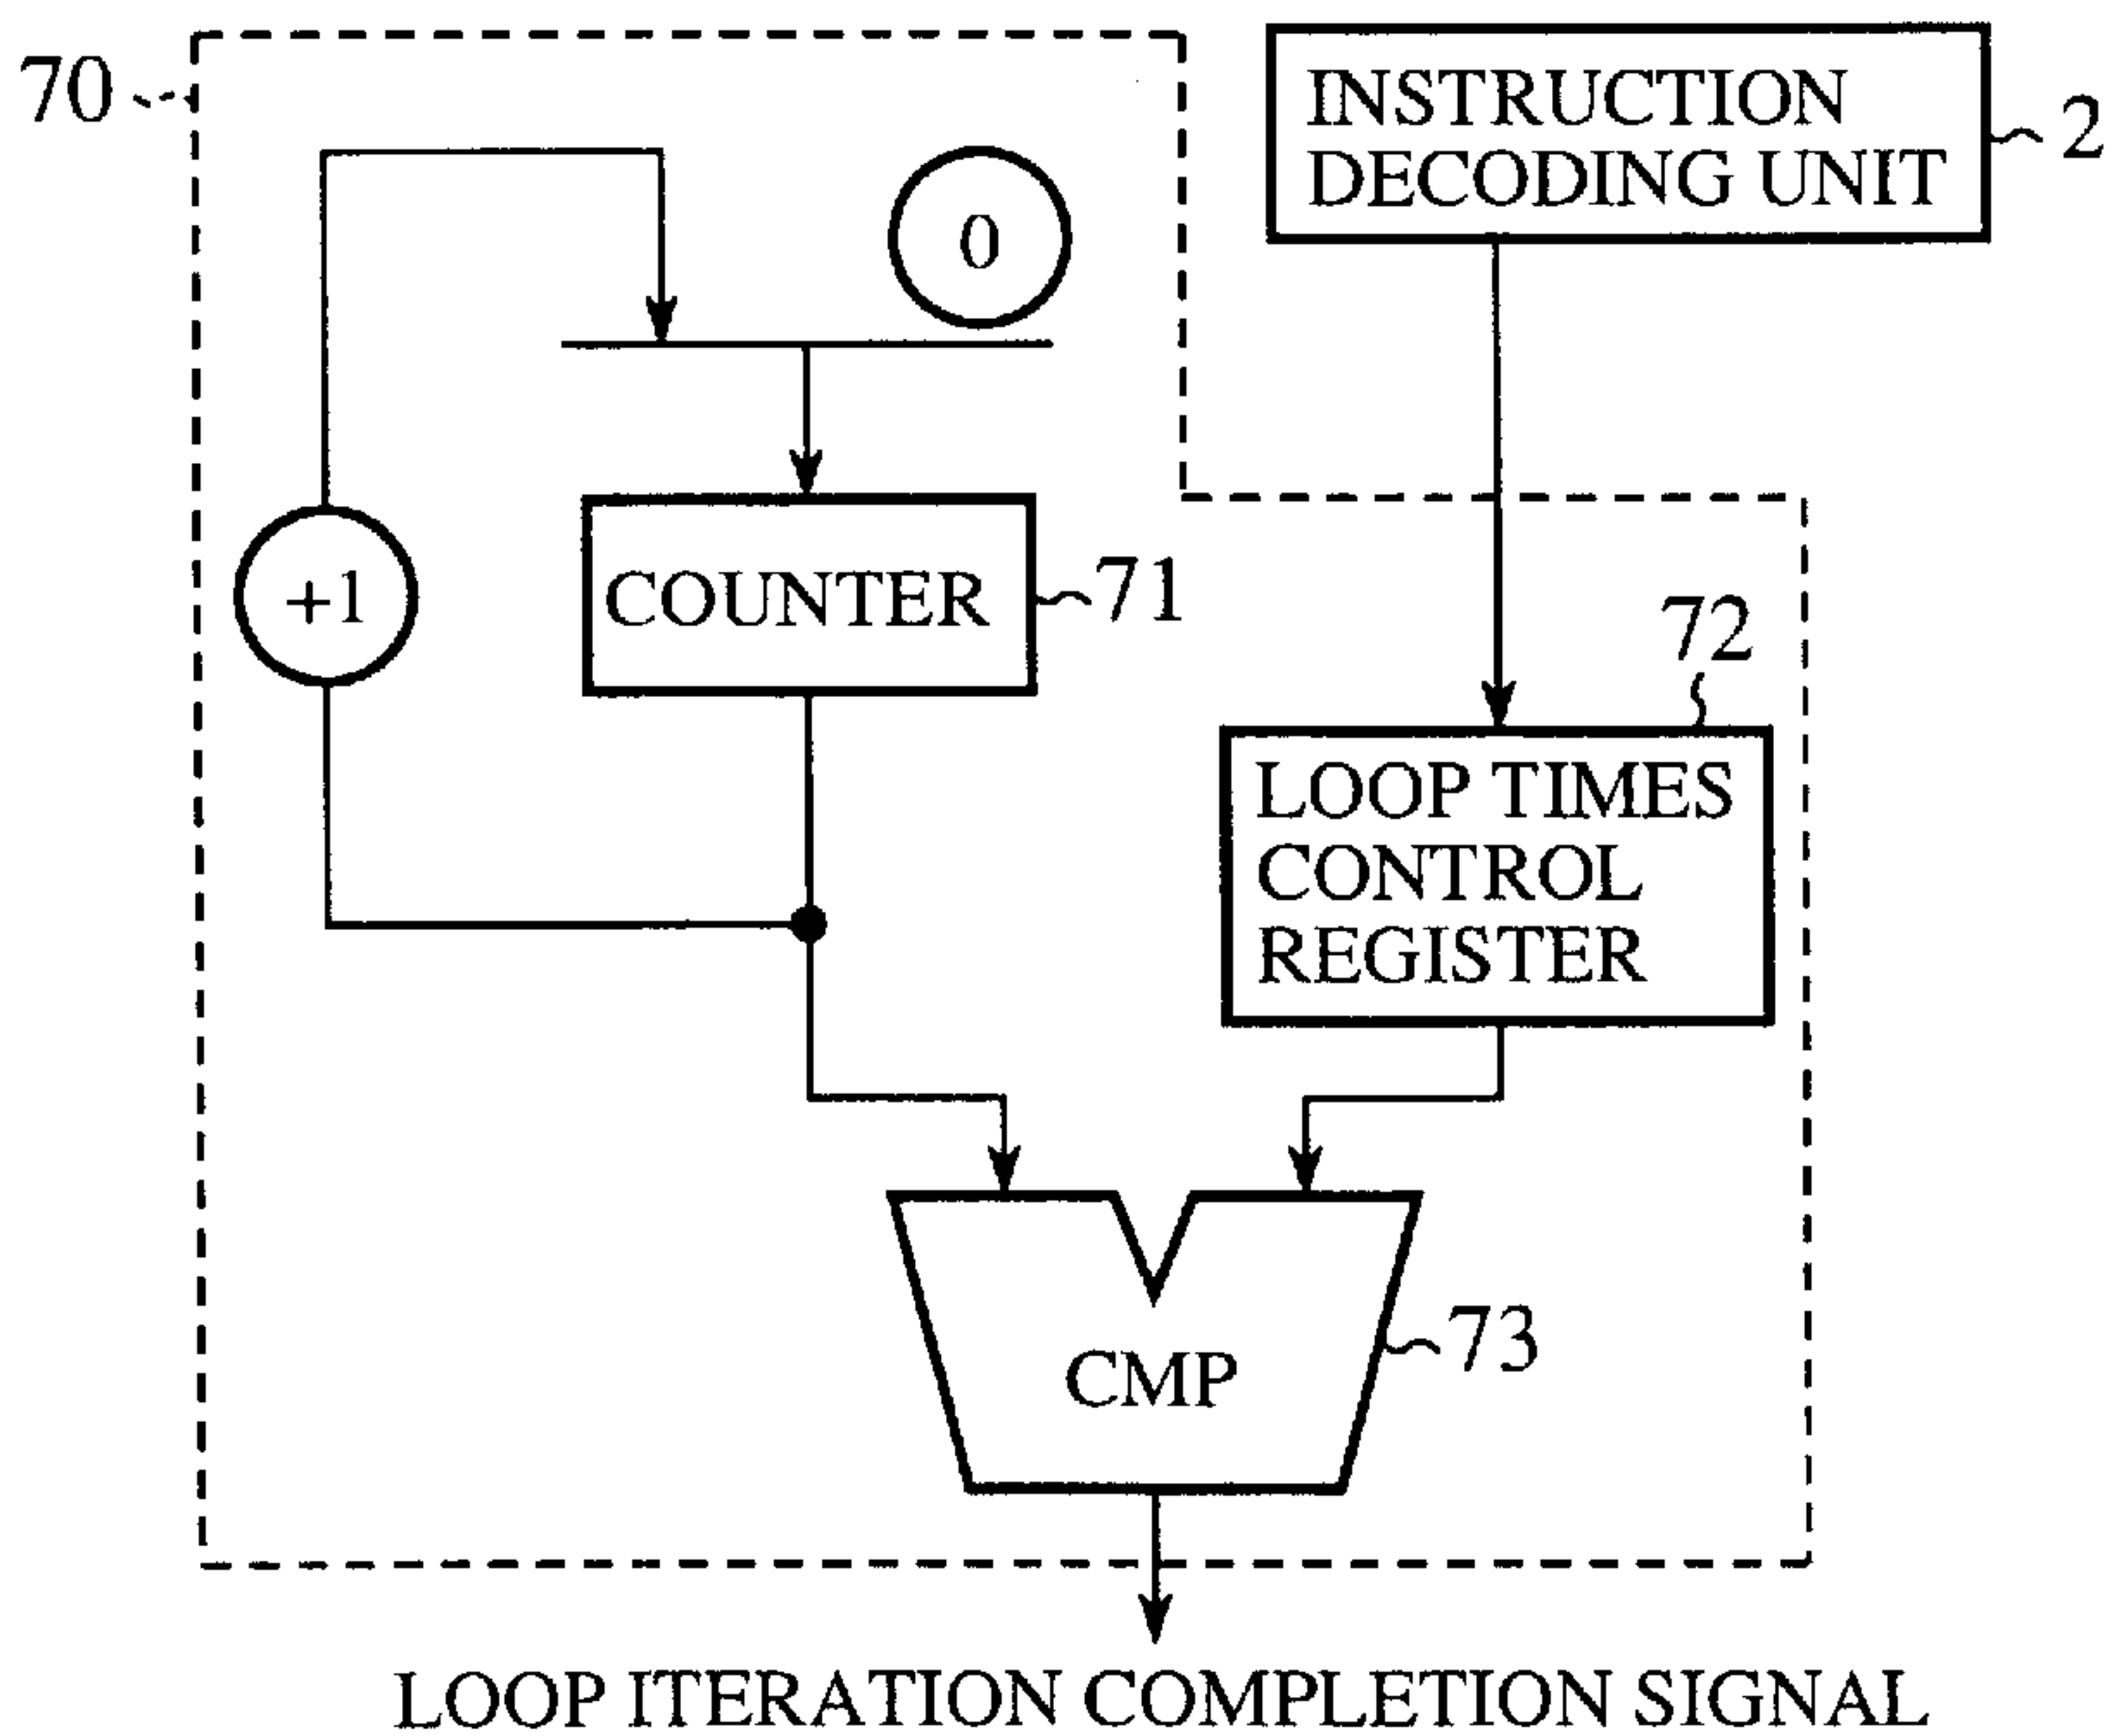 70
INSTRUCTION
DECODING UNIT
2
0
+1
COUNTER
71
72
LOOP TIMES
CONTROL
REGISTER
CMP
73
LOOP ITERATION COMPLETION SIGNAL